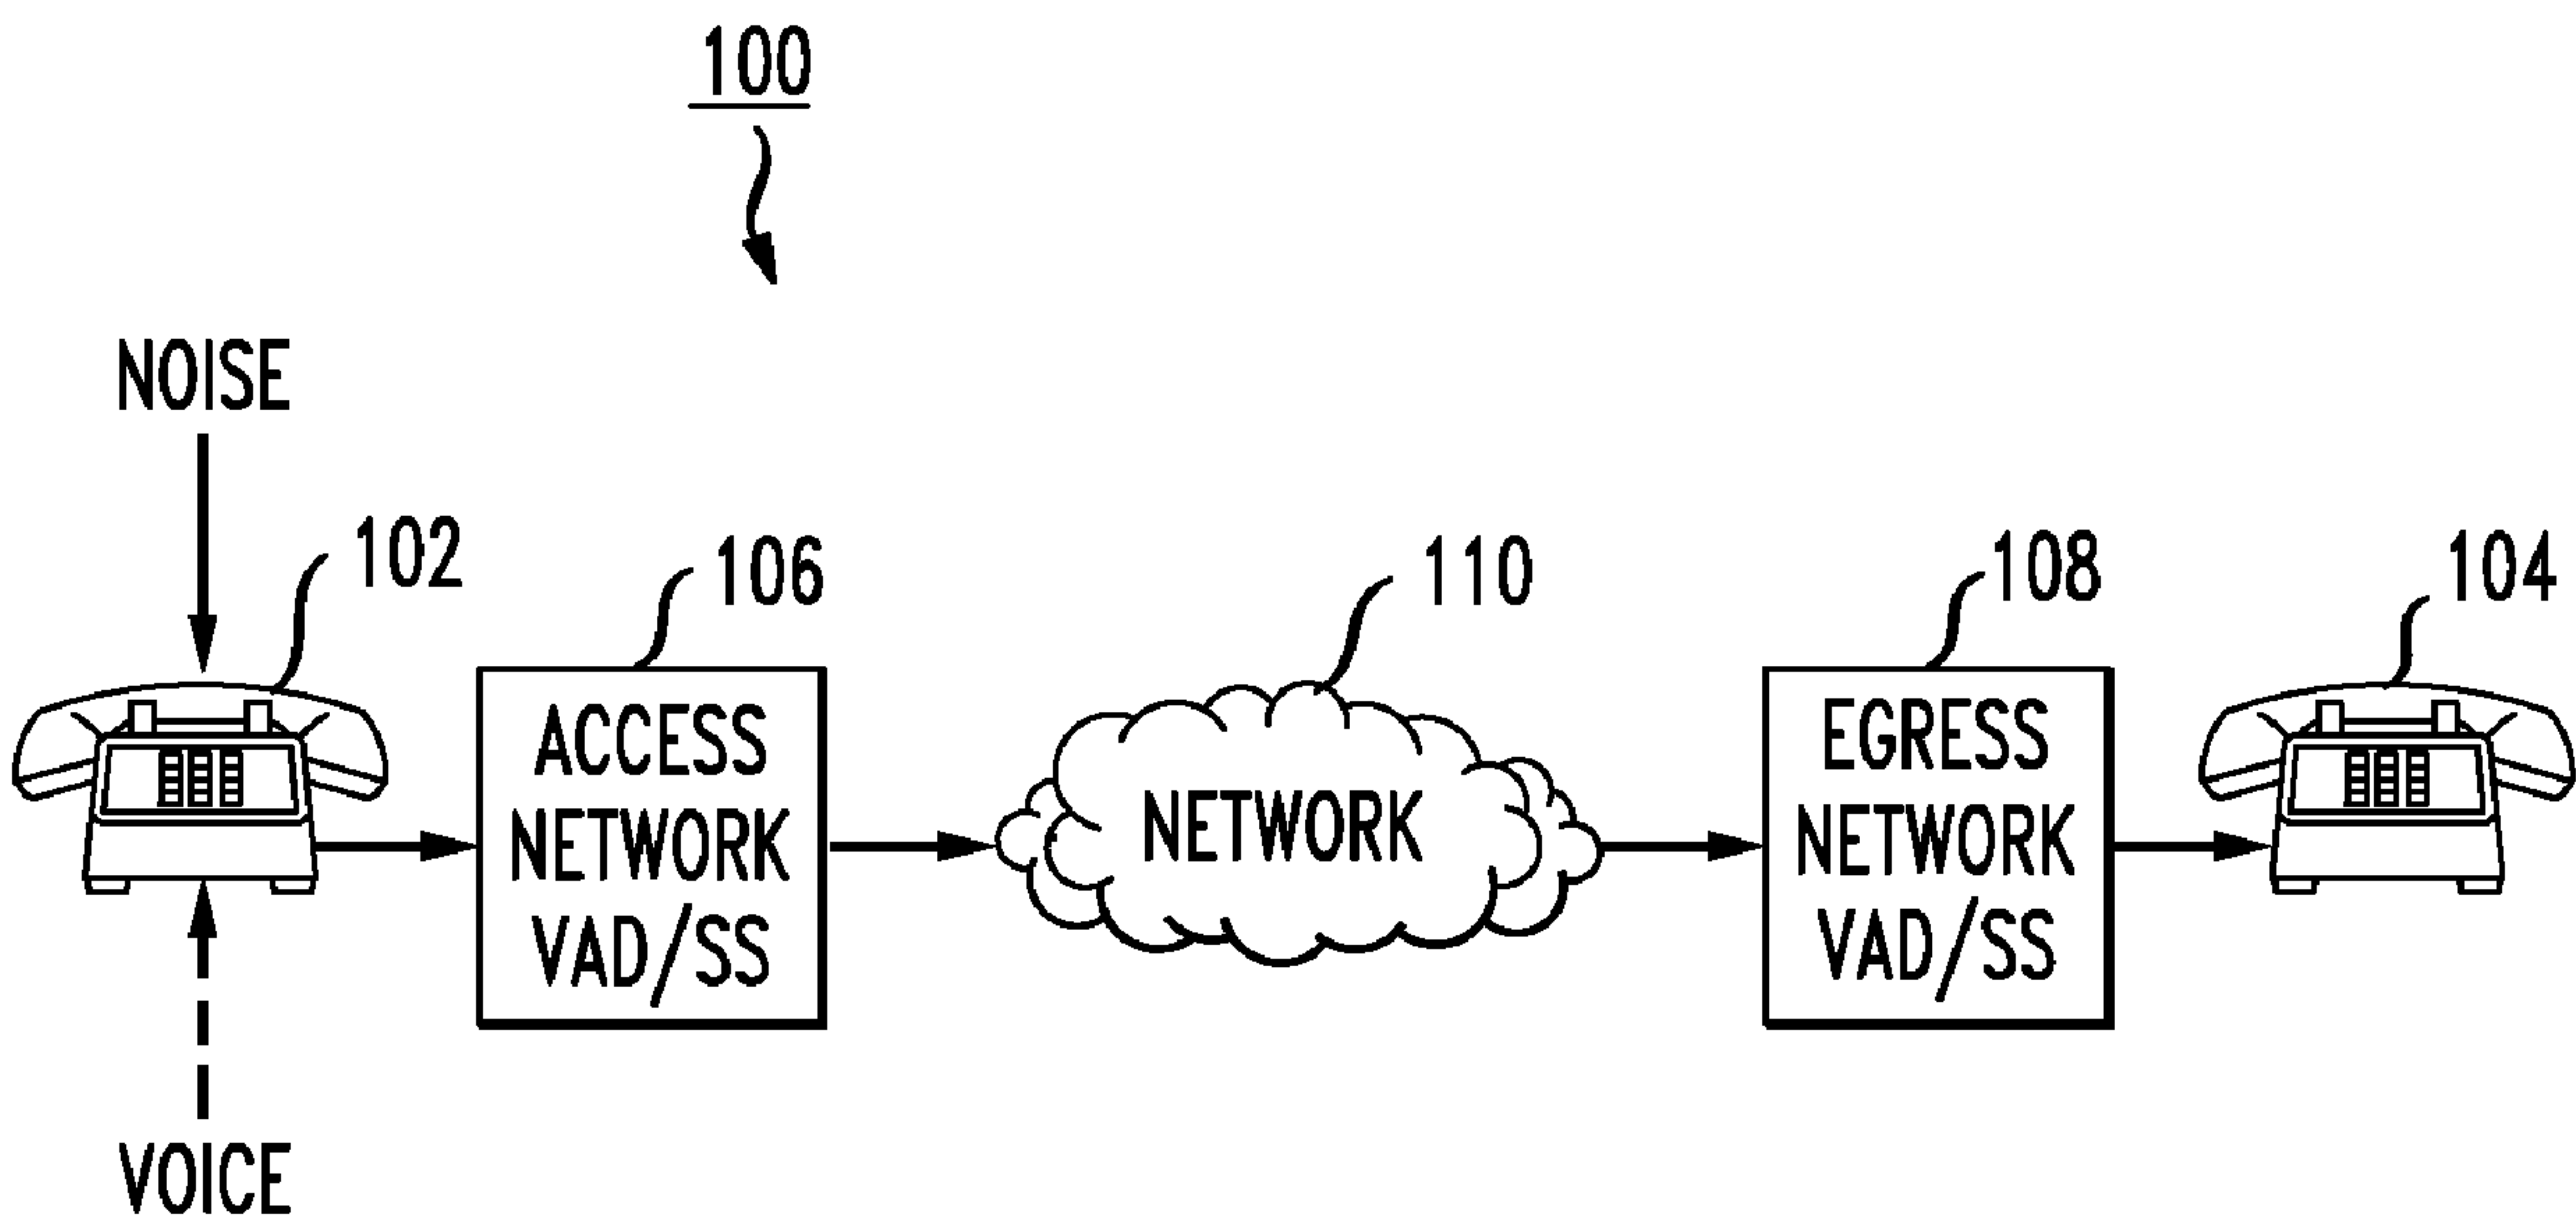 100
NOISE
102
106
110
108
104
ACCESS
NETWORK
VAD/SS
NETWORK
EGRESS
NETWORK
VAD/SS
VOICE